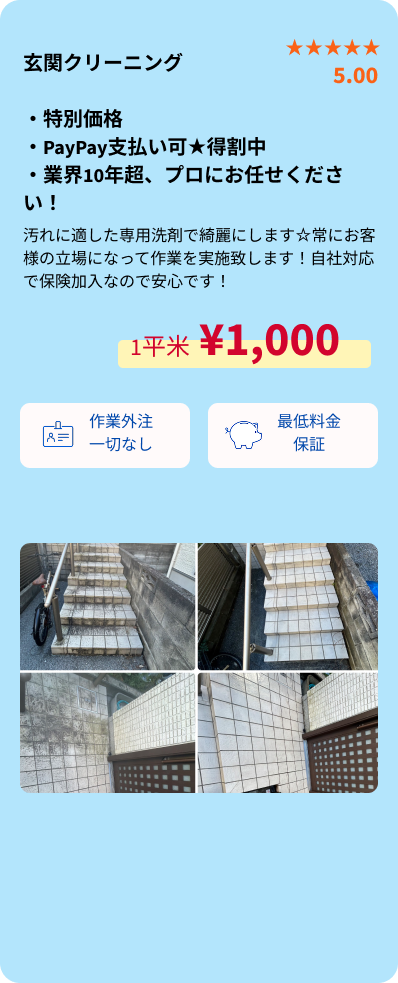 玄関クリーニング
★★★★★
5.00
・特別価格
・PayPay支払い可★得割中
・業界10年超、プロにお任せくださ
い！
汚れに適した専用洗剤で綺麗にします☆常にお客
様の立場になって作業を実施致します！自社対応
で保険加入なので安心です！
1平米 ¥1,000
作業外注
一切なし
最低料金
保証